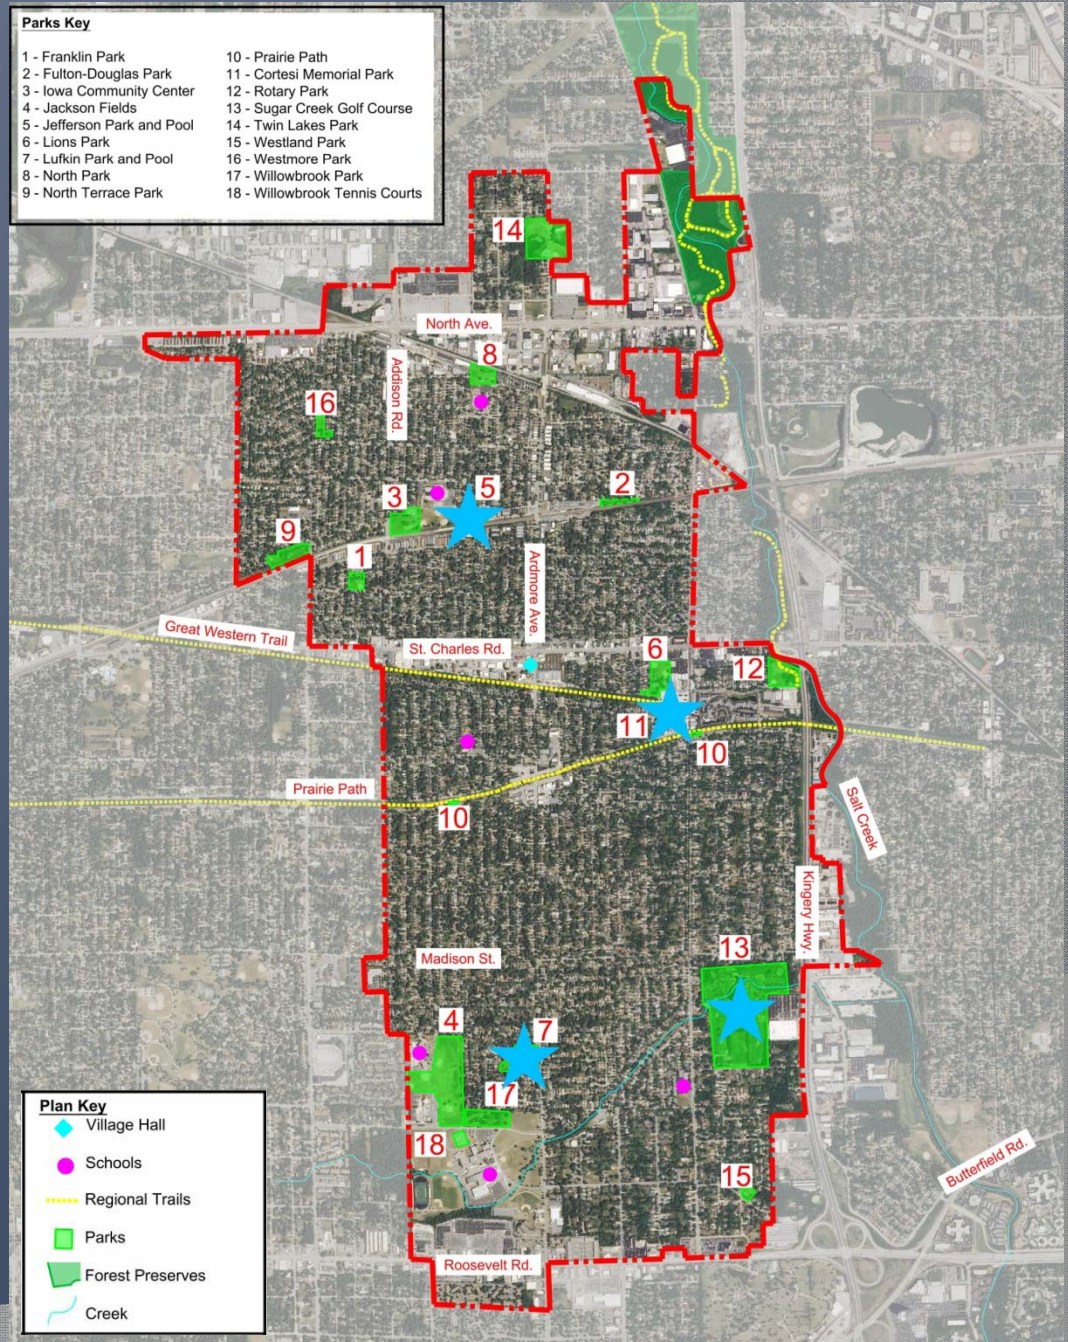 Parks Key
1 - Franklin Park
2 - Fulton-Douglas Park
3 - Iowa Community Center
4 - Jackson Fields
5 - Jefferson Park and Pool
6 - Lions Park
7 - Lufkin Park and Pool
8 - North Park
9 - North Terrace Park
10 - Prairie Path
11 - Cortesi Memorial Park
12 - Rotary Park
13 - Sugar Creek Golf Course
14 - Twin Lakes Park
15 - Westland Park
16 - Westmore Park
17 - Willowbrook Park
18 - Willowbrook Tennis Courts
14
North Ave.
8
Addison Rd.
16
5
2
3
9
1
Ardmore Ave.
Great Western Trail
St. Charles Rd.
6
12
11
10
Prairie Path
10
Salt Creek
Kingery Hwy.
13
Madison St.
4
7
17
18
15
Butterfield Rd.
Roosevelt Rd.
Plan Key
Village Hall
Schools
Regional Trails
Parks
Forest Preserves
Creek